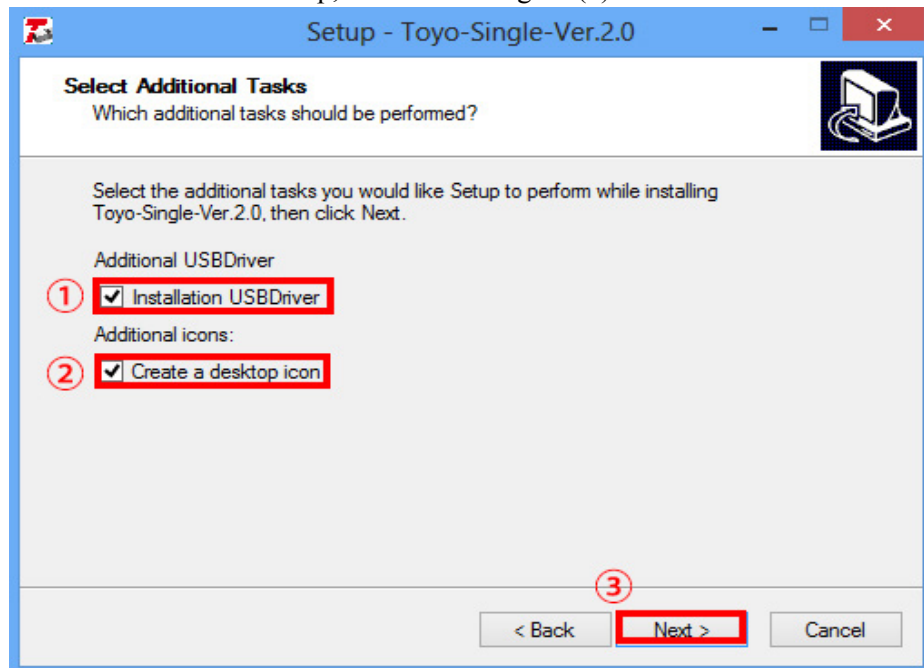 Setup - Toyo-Single-Ver.2.0
Select Additional Tasks
Which additional tasks should be performed?
Select the additional tasks you would like Setup to perform while installing
Toyo-Single-Ver.2.0, then click Next.
Additional USBDriver
① Installation USBDriver
Additional icons:
② Create a desktop icon
③
< Back Next > Cancel